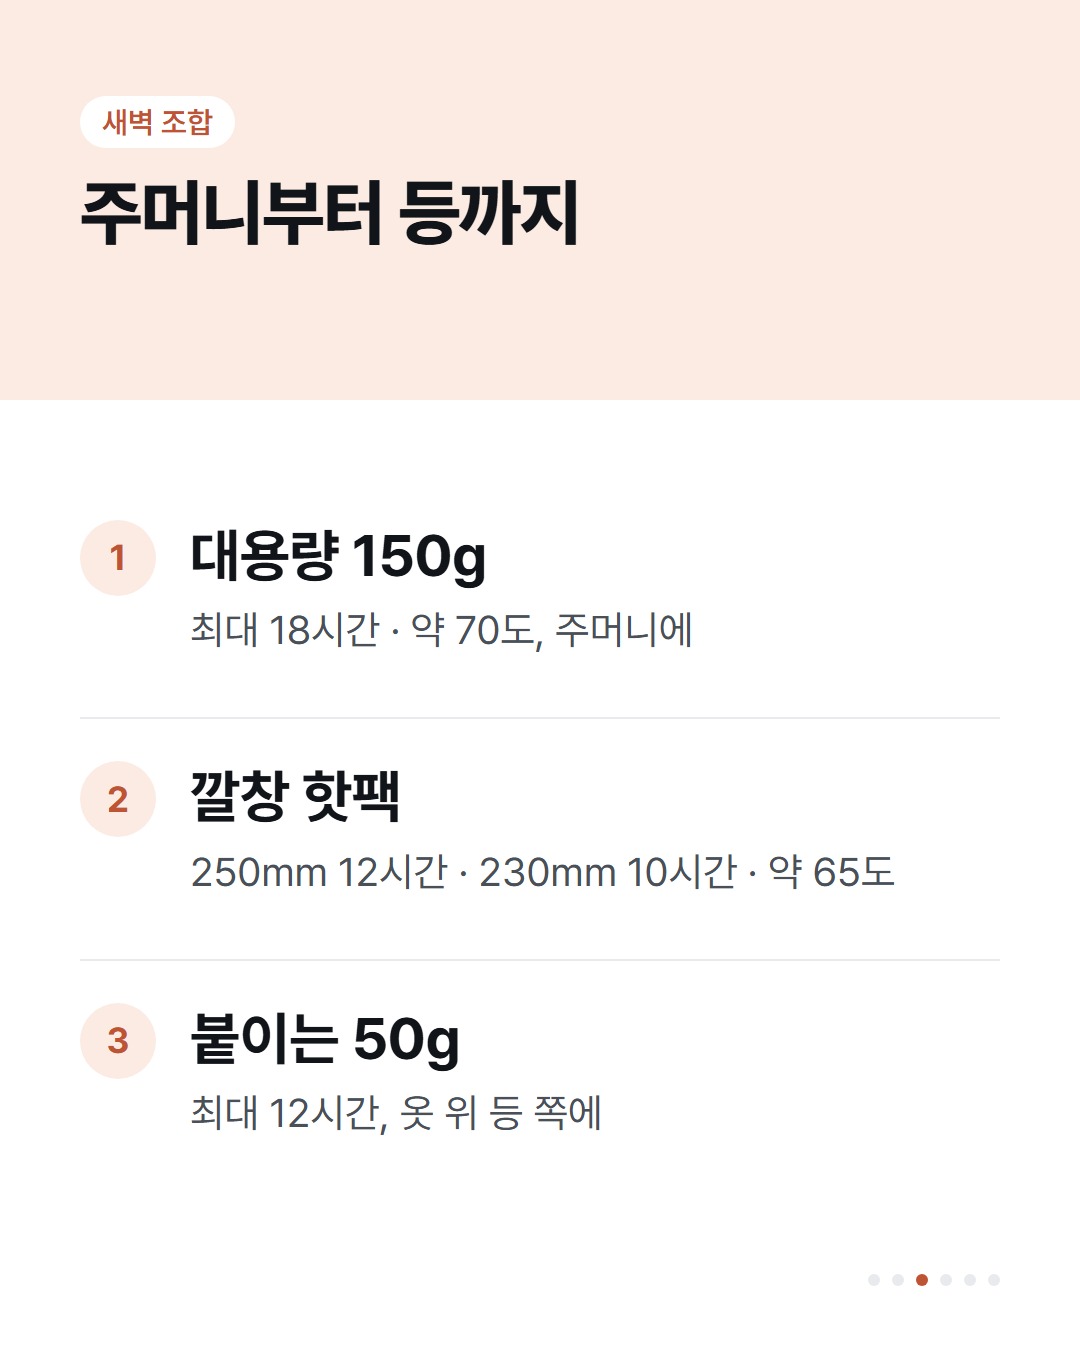 새벽 조합
주머니부터 등까지
1
대용량 150g
최대 18시간 · 약 70도, 주머니에
2
깔창 핫팩
250mm 12시간 · 230mm 10시간 · 약 65도
3
붙이는 50g
최대 12시간, 옷 위 등 쪽에